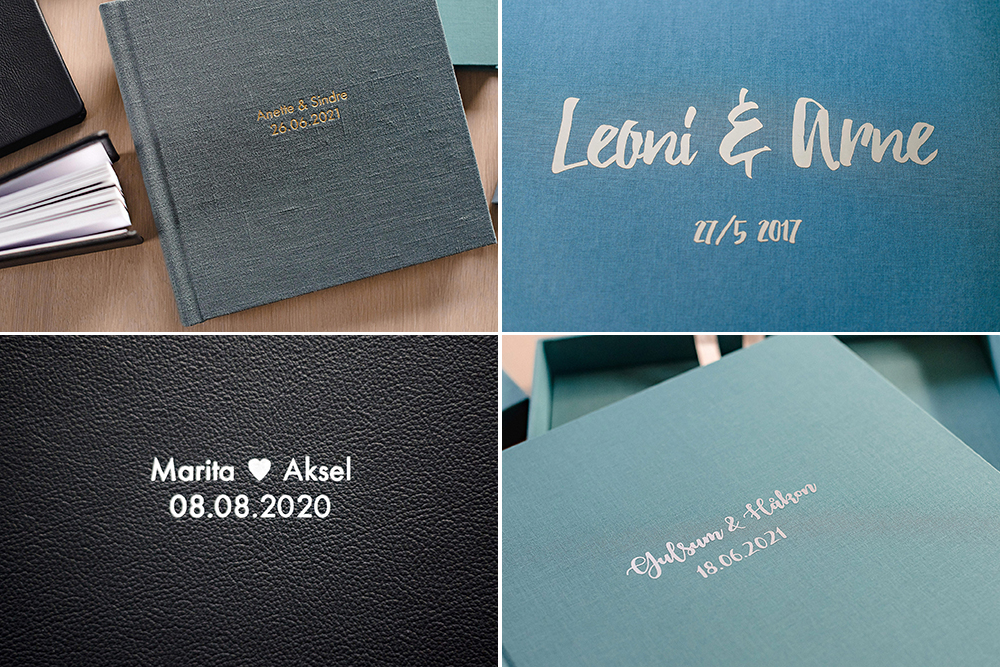 Anette & Sindre
26.06.2021
Leoni & Arne
27/5 2017
Marita ♥ Aksel
08.08.2020
Gulsum & Håkon
18.06.2021